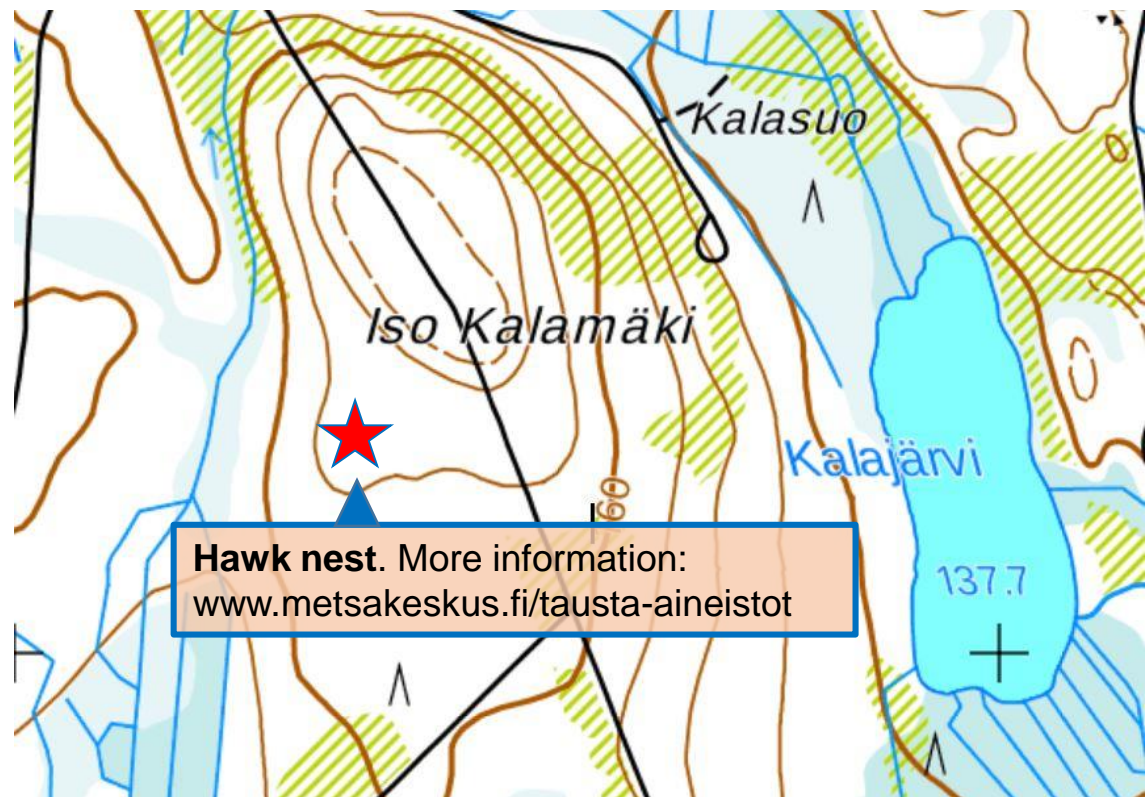 Kalasuo
Iso Kalamäki
Kalajärvi
160
Hawk nest. More information:
www.metsakeskus.fi/tausta-aineistot
137.7